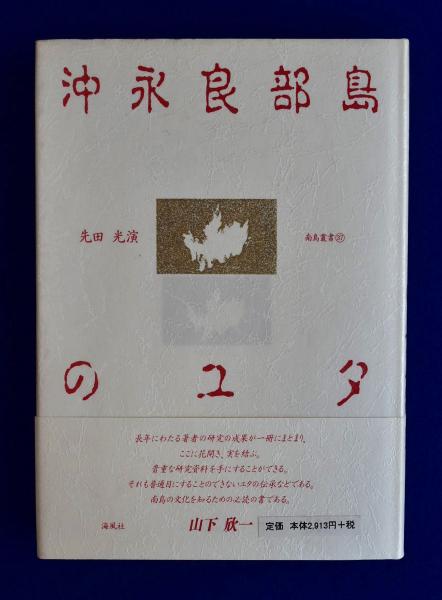 沖永良部島
先田 光演
南島叢書㊲
のユタ
長年にわたる著者の研究の成果が一冊にまとまり、
ここに花開き、実を結ぶ。
貴重な研究資料を手にすることができる。
それも普通目にすることのできないユタの伝承などである。
南島の文化を知るための必読の書である。
海風社
山下 欣一
定価 本体2,913円+税